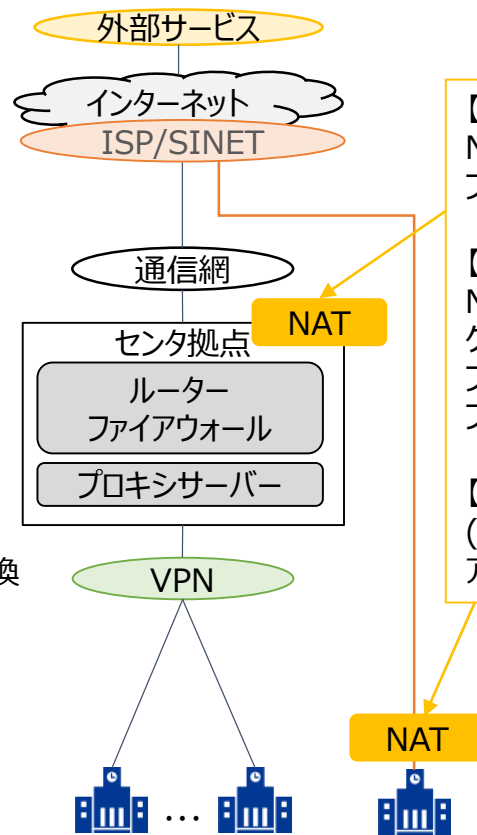 外部サービス
インターネット
ISP/SINET
通信網
NAT
センタ拠点
ルーター
ファイアウォール
プロキシサーバー
VPN
換
【
N
【
N
【
(
NAT
…